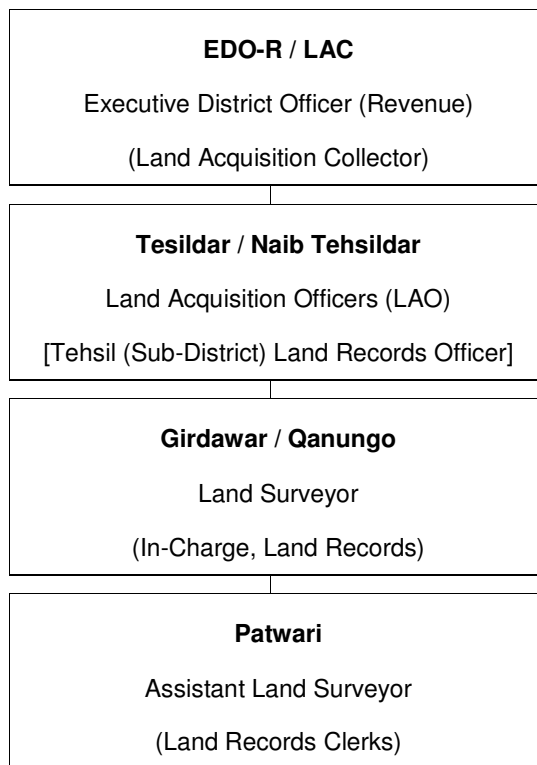 EDO-R / LAC
Executive District Officer (Revenue)
(Land Acquisition Collector)
Tesildar / Naib Tehsildar
Land Acquisition Officers (LAO)
[Tehsil (Sub-District) Land Records Officer]
Girdawar / Qanungo
Land Surveyor
(In-Charge, Land Records)
Patwari
Assistant Land Surveyor
(Land Records Clerks)